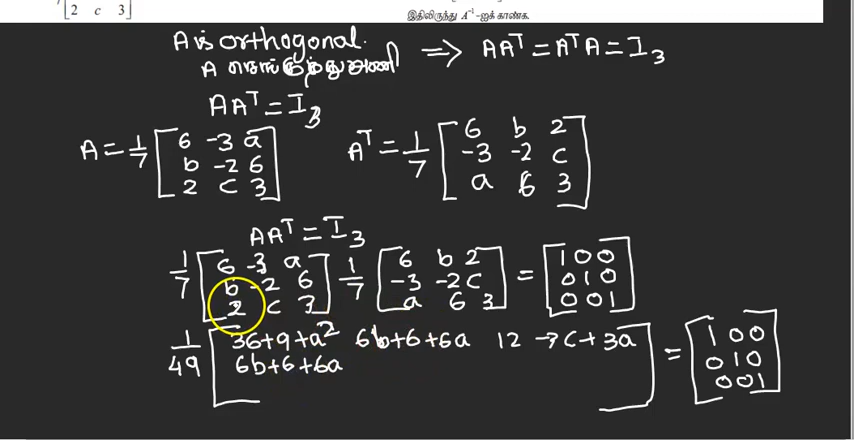 [2 c 3]
இதிலிருந்து A⁻¹-ஐக் காண்க.
A is orthogonal. ⟹ AAᵀ = AᵀA = I₃
A
AAᵀ = I₃
A = 1/7 [6 -3 a; b -2 6; 2 c 3] Aᵀ = 1/7 [6 b 2; -3 -2 c; a 6 3]
AAᵀ = I₃
1/7 [6 -3 a; b -2 6; 2 c 3] 1/7 [6 b 2; -3 -2 c; a 6 3] = [1 0 0; 0 1 0; 0 0 1]
1/49 [36+9+a² 6b+6+6a 12 -3c+3a; 6b+6+6a] = [1 0 0; 0 1 0; 0 0 1]